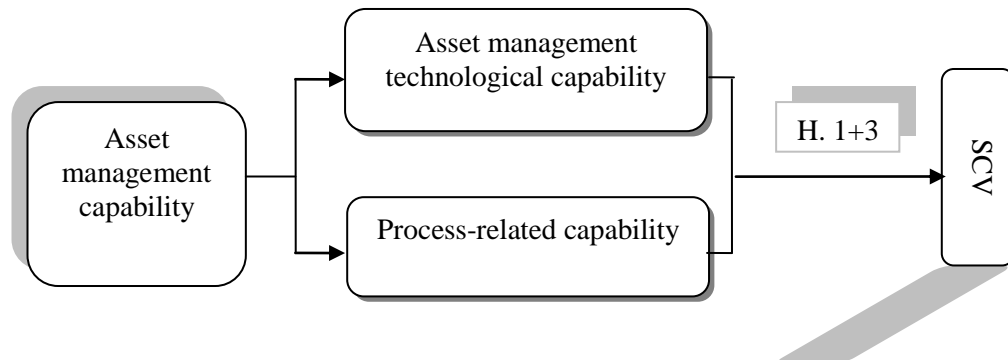 Asset
management
capability
Asset management
technological capability
Process-related capability
H. 1+3
SCV